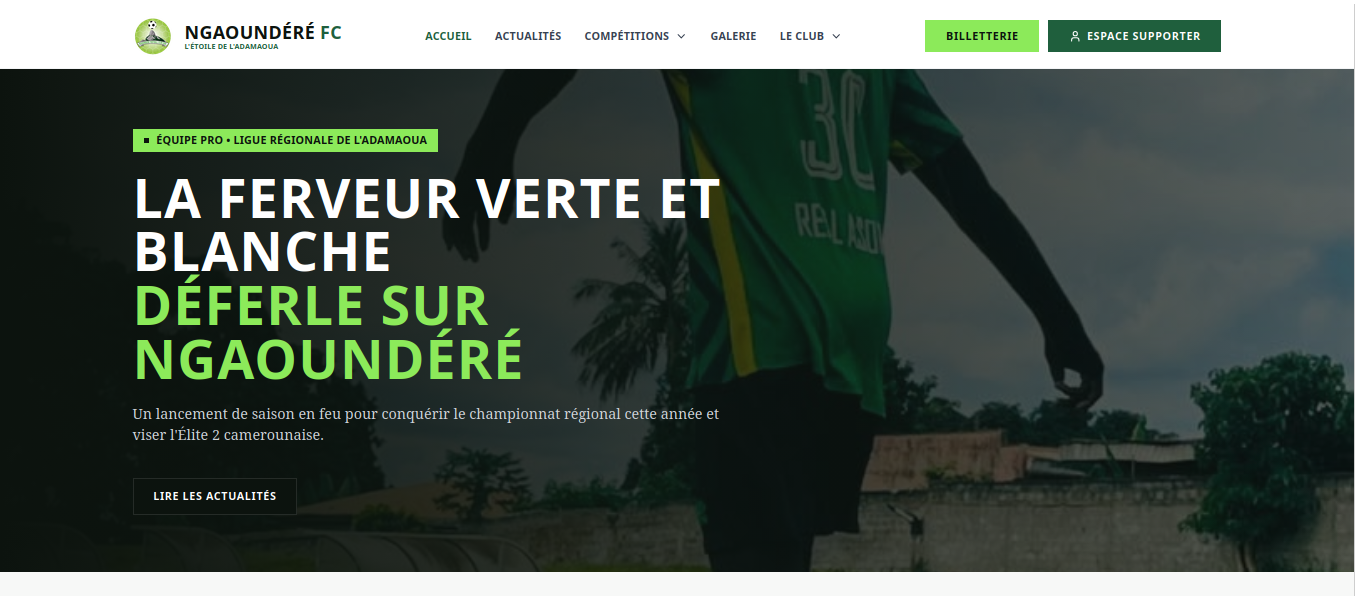 NGAOUNDÉRÉ FC
L'ÉTOILE DE L'ADAMAOUA
ACCUEIL
ACTUALITÉS
COMPÉTITIONS
GALERIE
LE CLUB
BILLETTERIE
ESPACE SUPPORTER
ÉQUIPE PRO • LIGUE RÉGIONALE DE L'ADAMAOUA
LA FERVEUR VERTE ET
BLANCHE
DÉFERLE SUR
NGAOUNDÉRÉ
Un lancement de saison en feu pour conquérir le championnat régional cette année et
viser l'Élite 2 camerounaise.
LIRE LES ACTUALITÉS
30